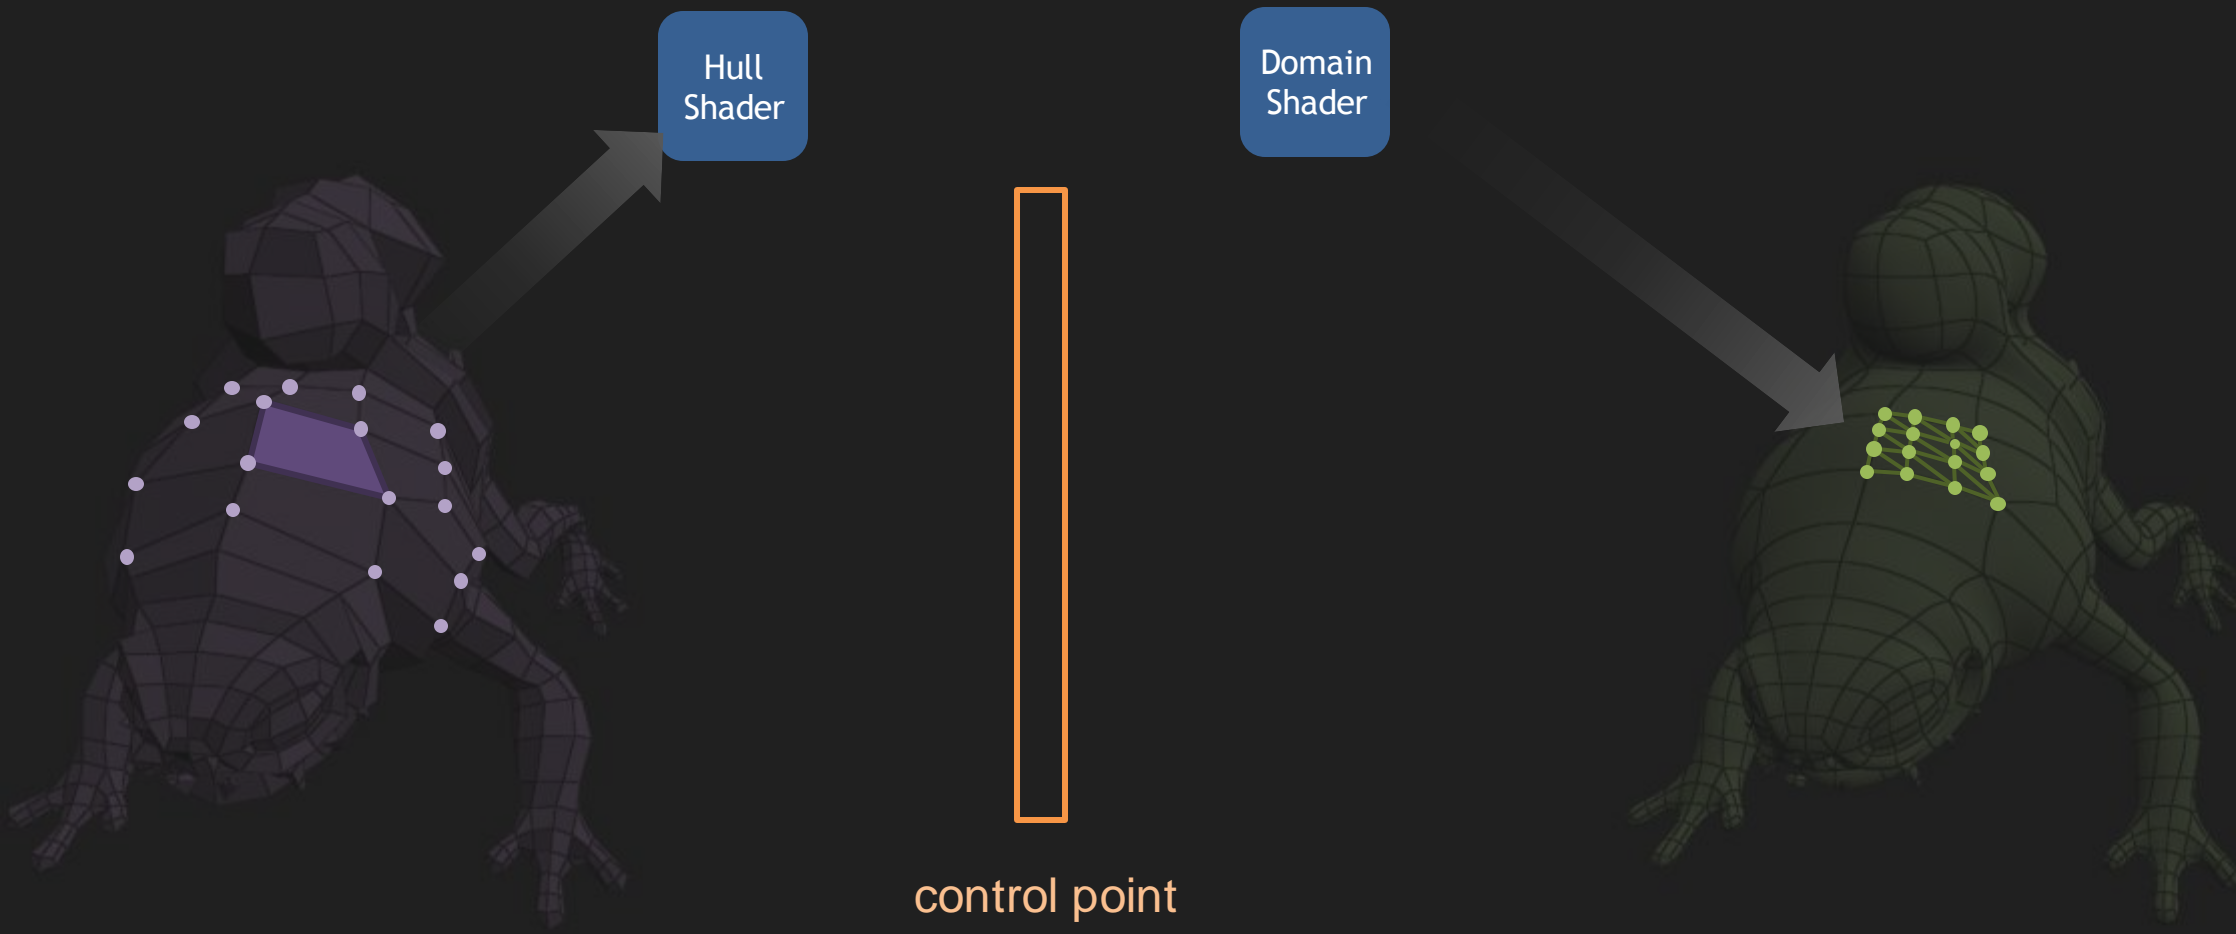 Hull
Shader
Domain
Shader
control point